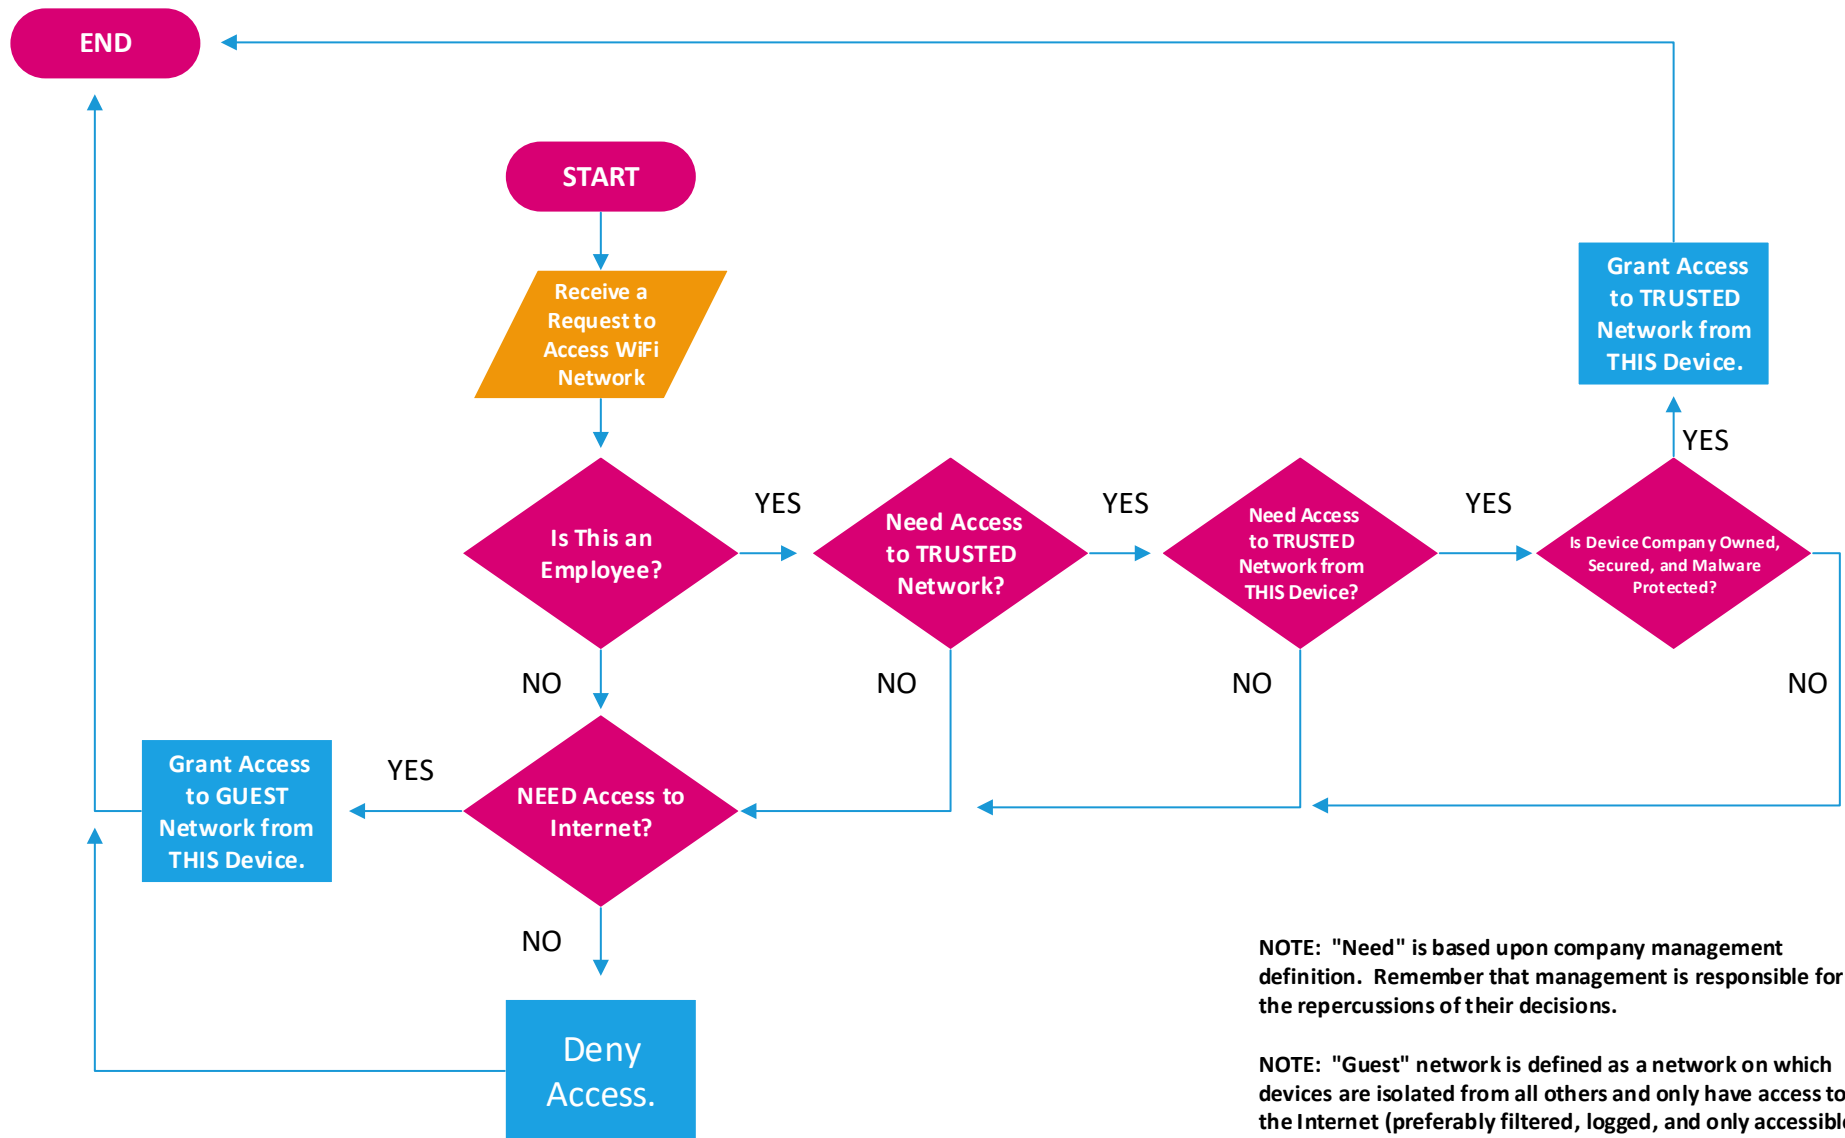 END
START
Receive a
Request to
Access WiFi
Network
Grant Access
to TRUSTED
Network from
THIS Device.
YES
Is This an
Employee?
YES
Need Access
to TRUSTED
Network?
YES
Need Access
to TRUSTED
Network from
THIS Device?
YES
Is Device Company Owned,
Secured, and Malware
Protected?
NO
NO
NO
NO
Grant Access
to GUEST
Network from
THIS Device.
YES
NEED Access to
Internet?
NO
Deny
Access.
NOTE: "Need" is based upon company management
definition. Remember that management is responsible for
the repercussions of their decisions.
NOTE: "Guest" network is defined as a network on which
devices are isolated from all others and only have access to
the Internet (preferably filtered, logged, and only